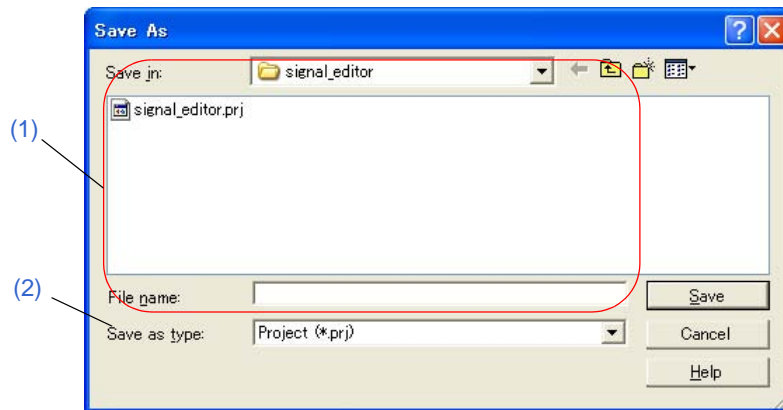 Save As
Save in: signal_editor
signal_editor.prj
(1)
(2)
File name: Save
Save as type: Project (*.prj) Cancel
Help